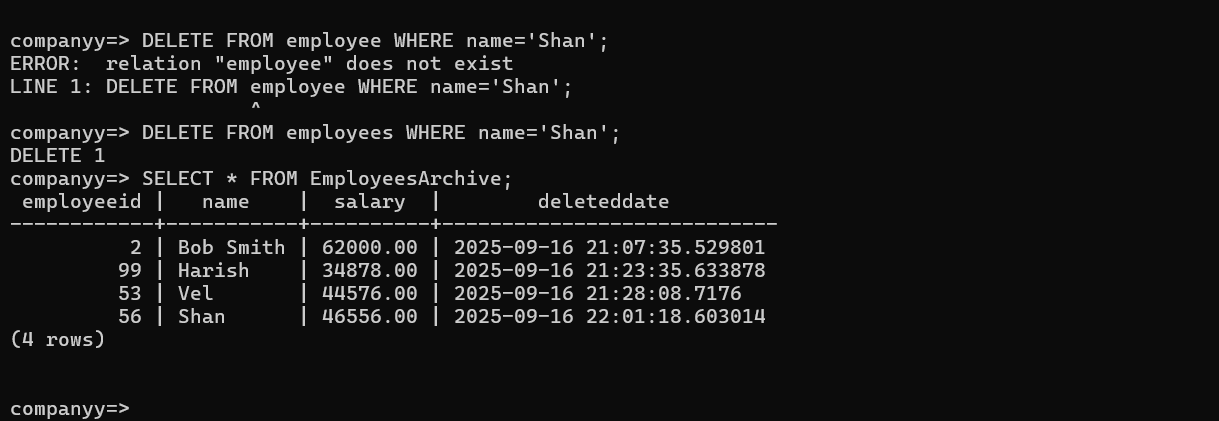 companyy=> DELETE FROM employee WHERE name='Shan';
ERROR:  relation "employee" does not exist
LINE 1: DELETE FROM employee WHERE name='Shan';
                    ^
companyy=> DELETE FROM employees WHERE name='Shan';
DELETE 1
companyy=> SELECT * FROM EmployeesArchive;
 employeeid |   name    |  salary  |        deleteddate
------------+-----------+----------+----------------------------
          2 | Bob Smith | 62000.00 | 2025-09-16 21:07:35.529801
         99 | Harish    | 34878.00 | 2025-09-16 21:23:35.633878
         53 | Vel       | 44576.00 | 2025-09-16 21:28:08.7176
         56 | Shan      | 46556.00 | 2025-09-16 22:01:18.603014
(4 rows)
companyy=>